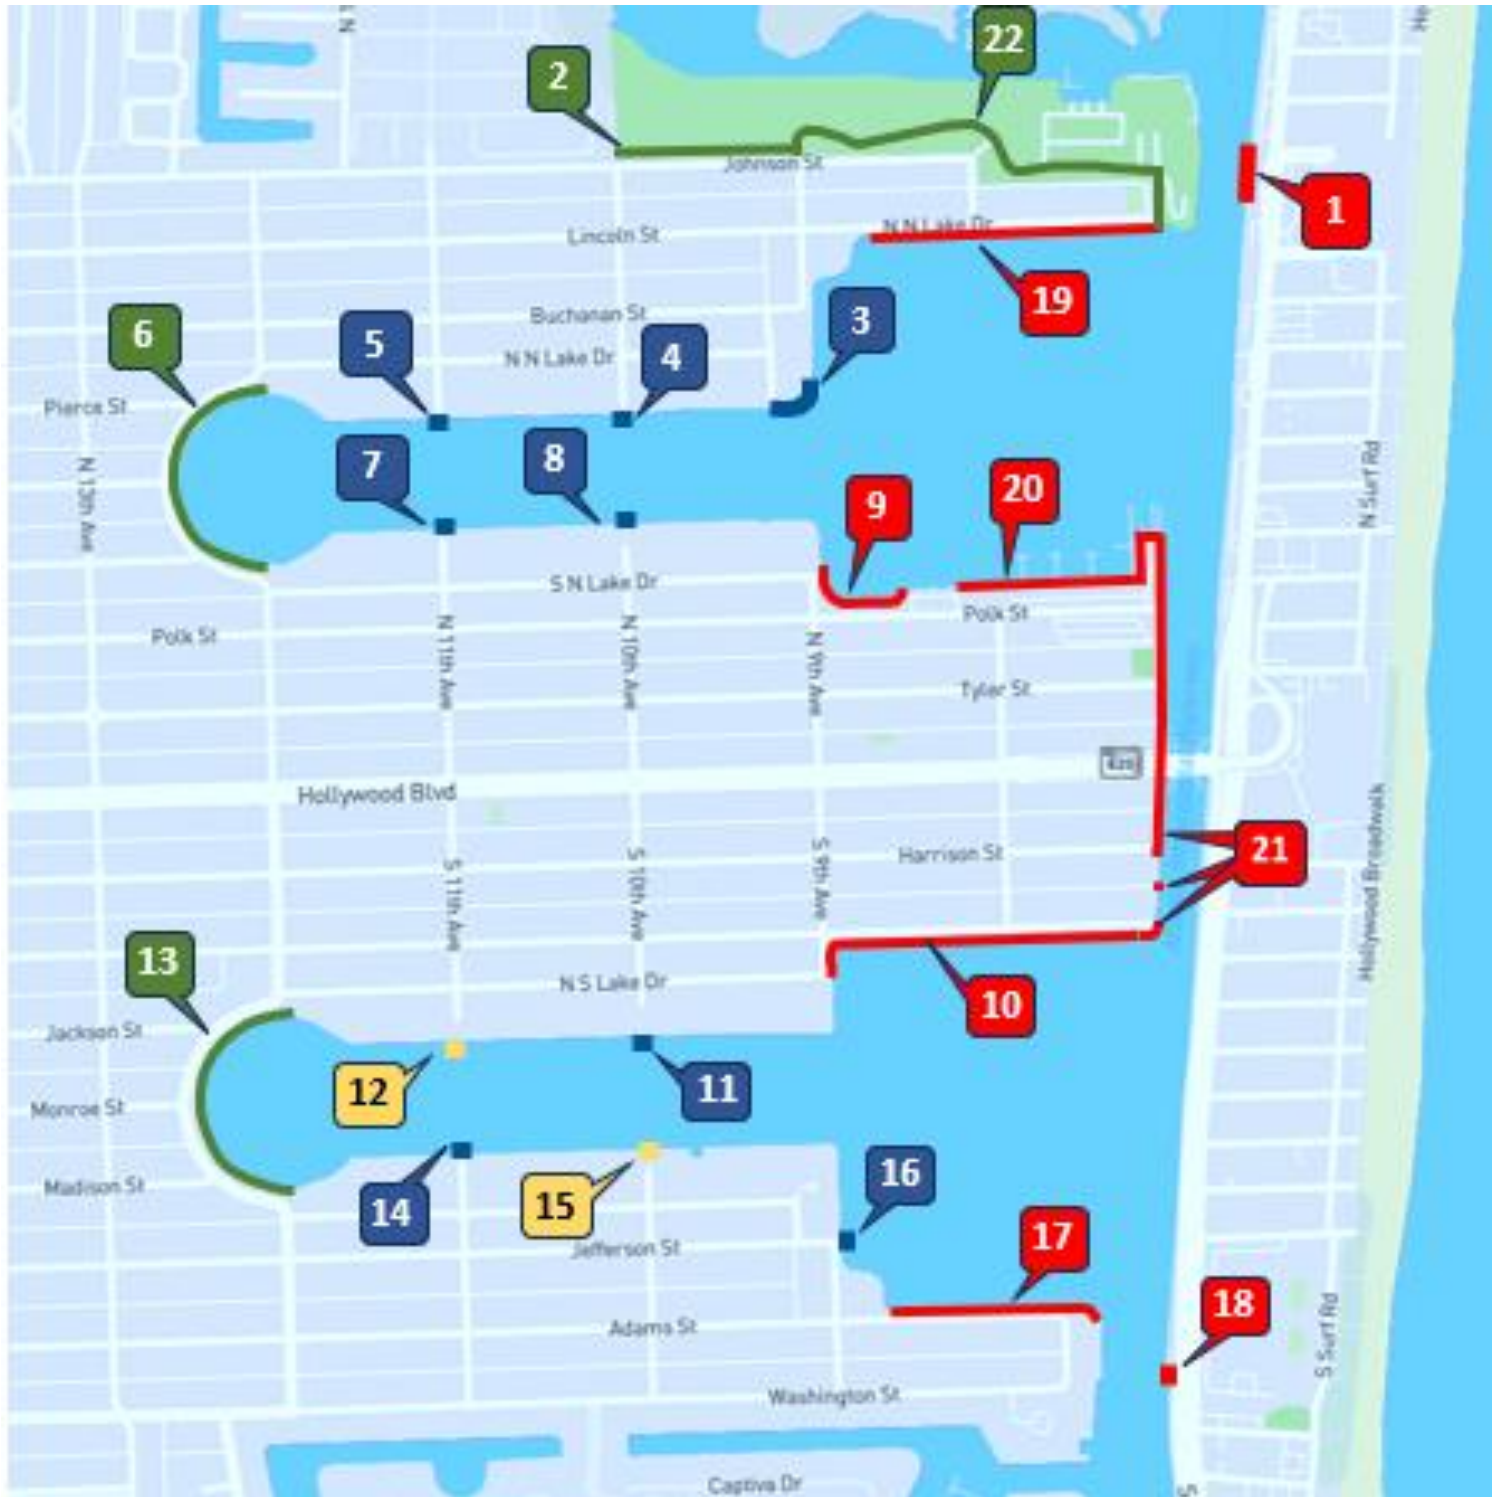 22
2
Johnson St
1
N N Lake Dr
Lincoln St
19
6
5
Buchanan St
3
4
N N Lake Dr
Pierce St
7
8
9
20
N 13th Ave
N Surf Rd
S N Lake Dr
Polk St
Polk St
N 11th Ave
N 10th Ave
N 9th Ave
Tyler St
Hollywood Blvd
Harrison St
21
S 11th Ave
S 10th Ave
S 9th Ave
Hollywood Broadwalk
13
N S Lake Dr
10
Jackson St
12
11
Monroe St
Madison St
14
15
16
17
Jefferson St
18
Adams St
S Surf Rd
Washington St
Captiva Dr
S